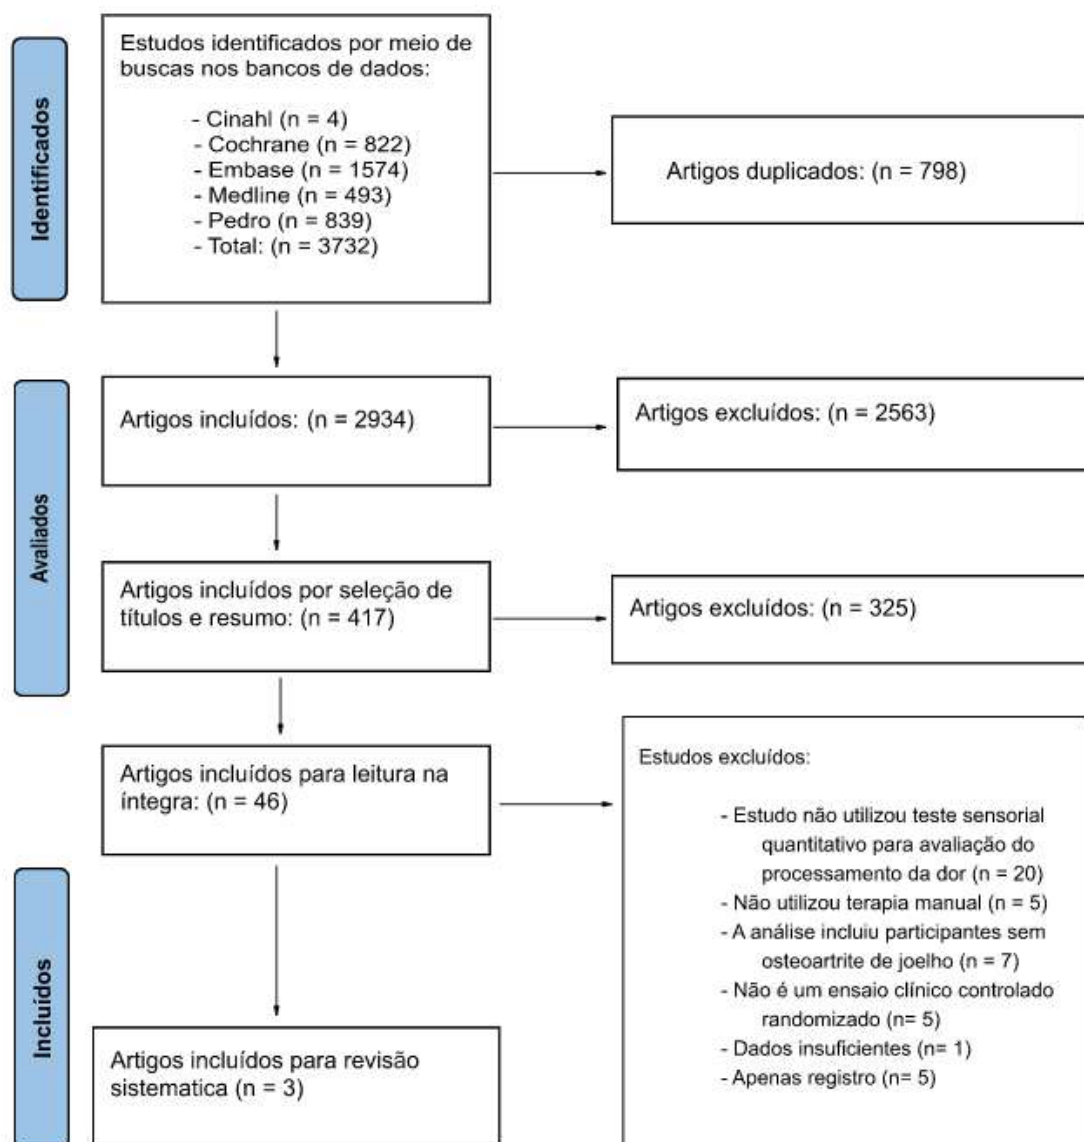 Identificados
Estudos identificados por meio de
buscas nos bancos de dados:
- Cinahl (n = 4)
- Cochrane (n = 822)
- Embase (n = 1574)
- Medline (n = 493)
- Pedro (n = 839)
- Total: (n = 3732)
Artigos duplicados: (n = 798)
Avaliados
Artigos incluídos: (n = 2934)
Artigos excluídos: (n = 2563)
Artigos incluídos por seleção de
títulos e resumo: (n = 417)
Artigos excluídos: (n = 325)
Artigos incluídos para leitura na
íntegra: (n = 46)
Estudos excluídos:
- Estudo não utilizou teste sensorial
quantitativo para avaliação do
processamento da dor (n = 20)
- Não utilizou terapia manual (n = 5)
- A análise incluiu participantes sem
osteoartrite de joelho (n = 7)
- Não é um ensaio clínico controlado
randomizado (n= 5)
- Dados insuficientes (n= 1)
- Apenas registro (n= 5)
Incluídos
Artigos incluídos para revisão
sistematica (n = 3)